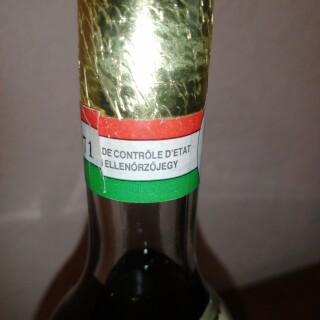 71
DE CONTRÔLE D'ETAT
ELLENŐRZŐJEGY